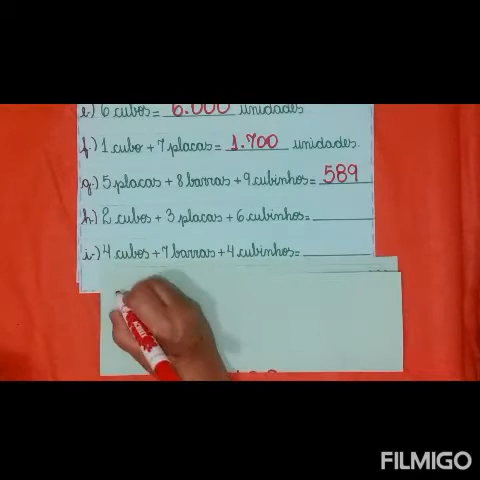 e-) 6 cubos = 6.000 unidades
f-) 1 cubo + 7 placas = 1.700 unidades.
g-) 5 placas + 8 barras + 9 cubinhos = 589
h-) 2 cubos + 3 placas + 6 cubinhos =
i-) 4 cubos + 7 barras + 4 cubinhos =
FILMIGO